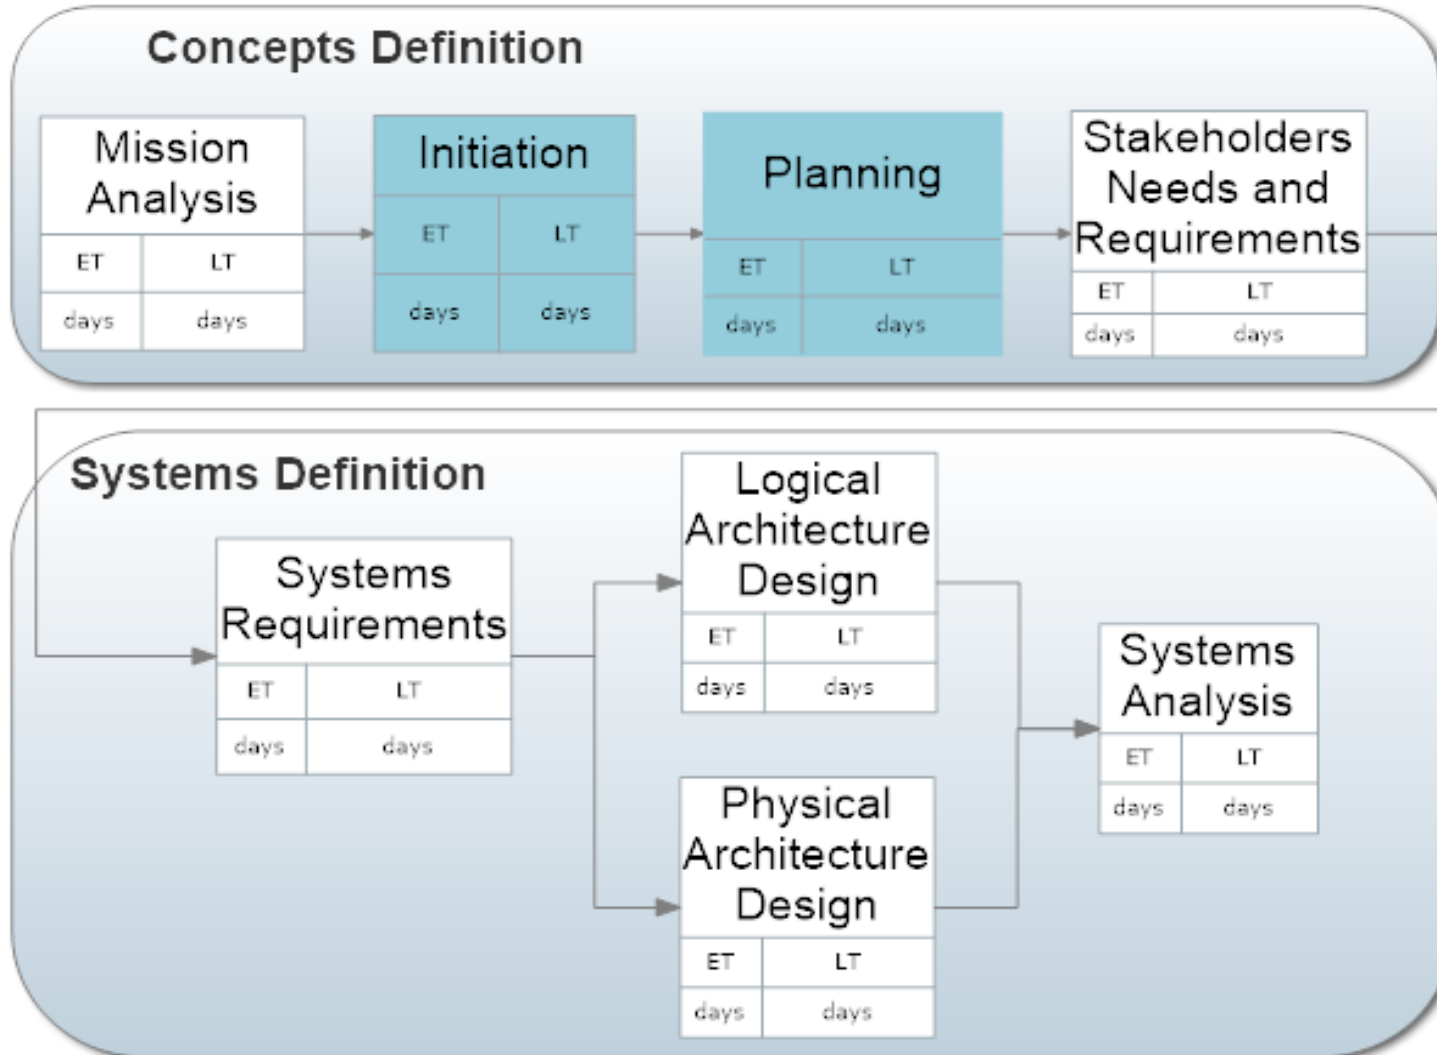 Concepts Definition
Mission
Analysis
ET LT
days days
Initiation
ET LT
days days
Planning
ET LT
days days
Stakeholders
Needs and
Requirements
ET LT
days days
Systems Definition
Systems
Requirements
ET LT
days days
Logical
Architecture
Design
ET LT
days days
Physical
Architecture
Design
ET LT
days days
Systems
Analysis
ET LT
days days